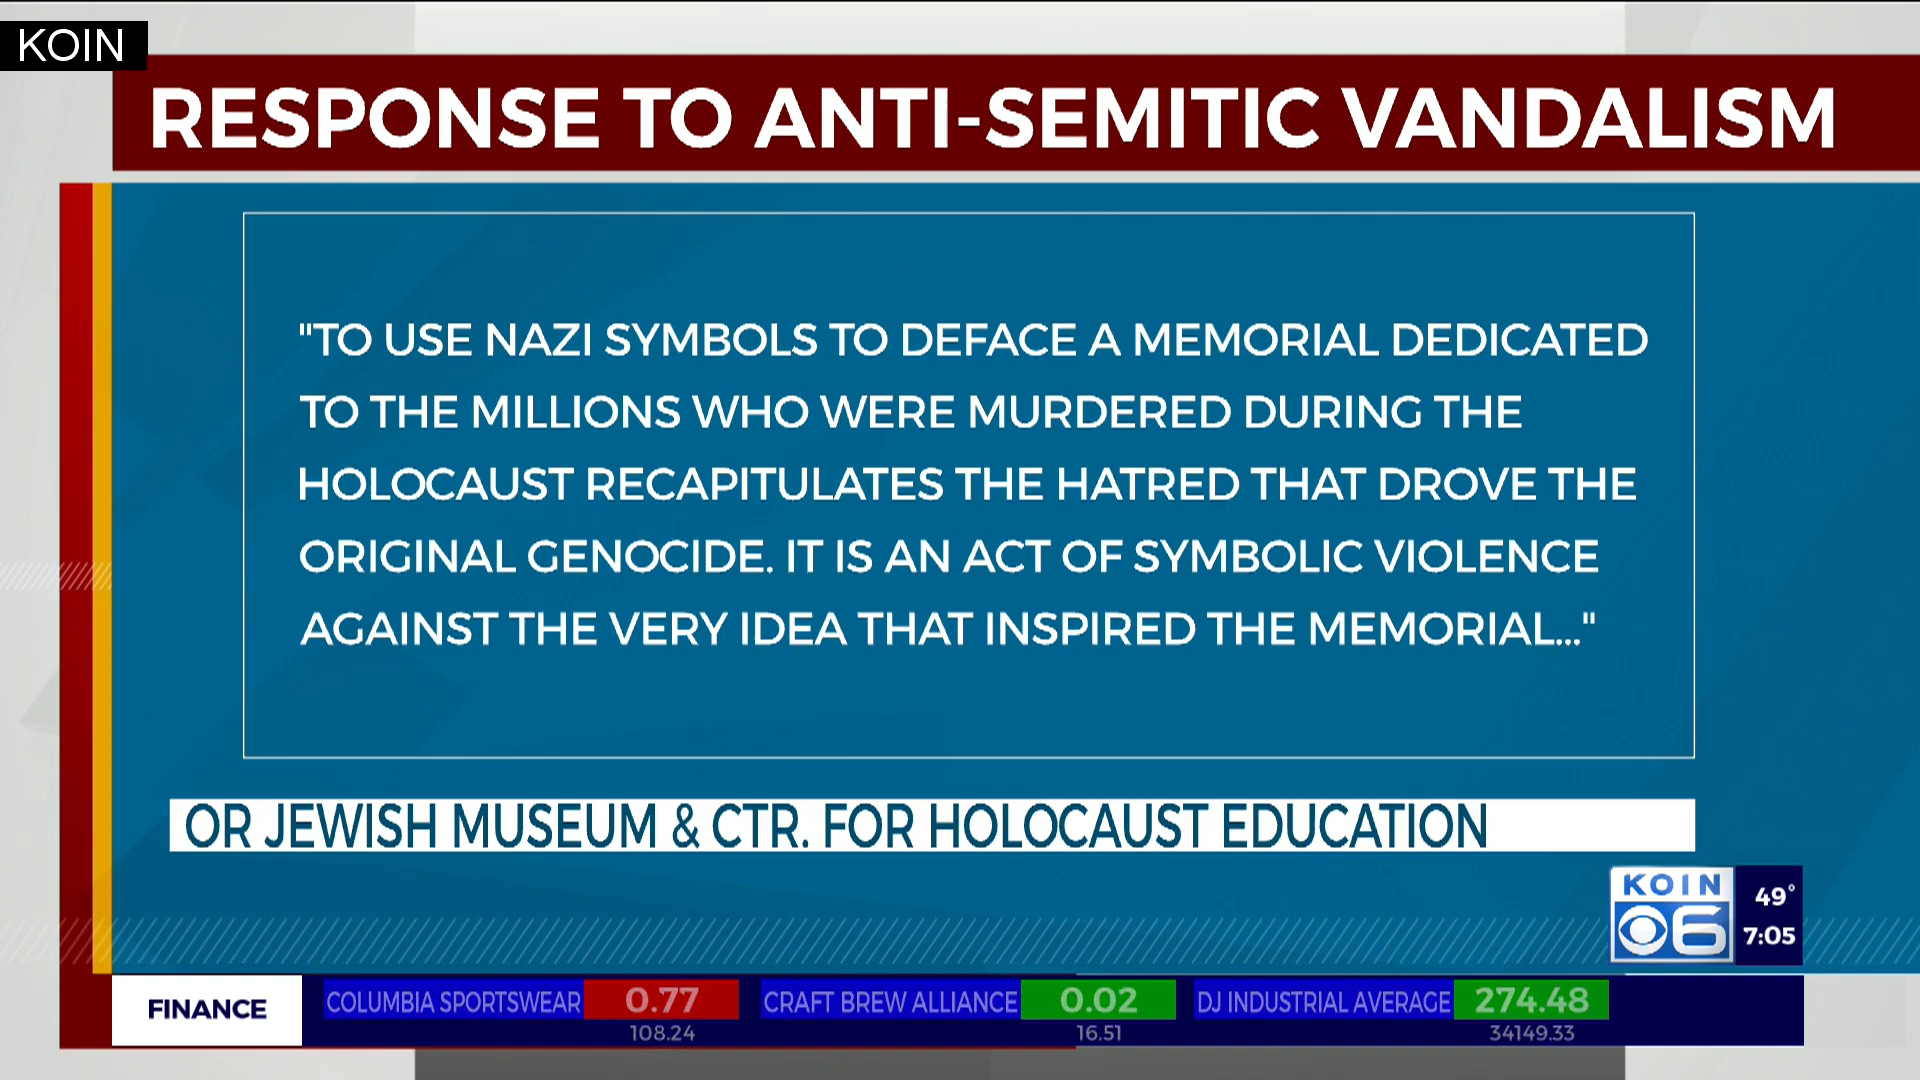 KOIN
RESPONSE TO ANTI-SEMITIC VANDALISM
"TO USE NAZI SYMBOLS TO DEFACE A MEMORIAL DEDICATED
TO THE MILLIONS WHO WERE MURDERED DURING THE
HOLOCAUST RECAPITULATES THE HATRED THAT DROVE THE
ORIGINAL GENOCIDE. IT IS AN ACT OF SYMBOLIC VIOLENCE
AGAINST THE VERY IDEA THAT INSPIRED THE MEMORIAL..."
OR JEWISH MUSEUM & CTR. FOR HOLOCAUST EDUCATION
KOIN
6
49°
7:05
FINANCE
COLUMBIA SPORTSWEAR 0.77
108.24
CRAFT BREW ALLIANCE 0.02
16.51
DJ INDUSTRIAL AVERAGE 274.48
34149.33